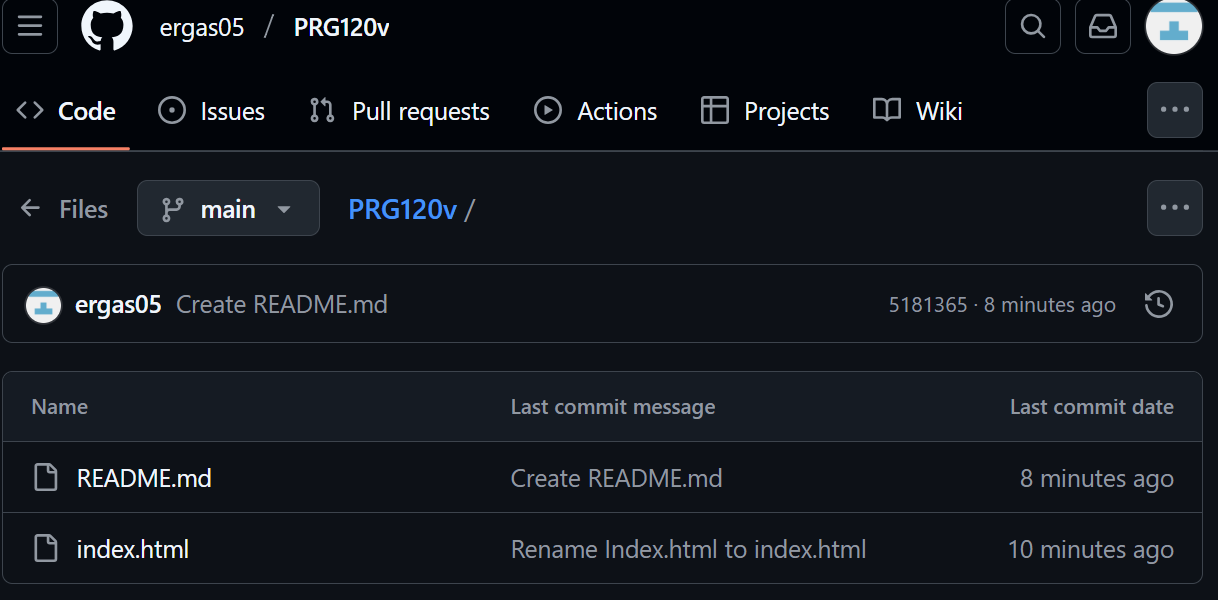 ergas05 / PRG120v
Code Issues Pull requests Actions Projects Wiki
Files main PRG120v /
ergas05 Create README.md 5181365 · 8 minutes ago
Name Last commit message Last commit date
README.md Create README.md 8 minutes ago
index.html Rename Index.html to index.html 10 minutes ago